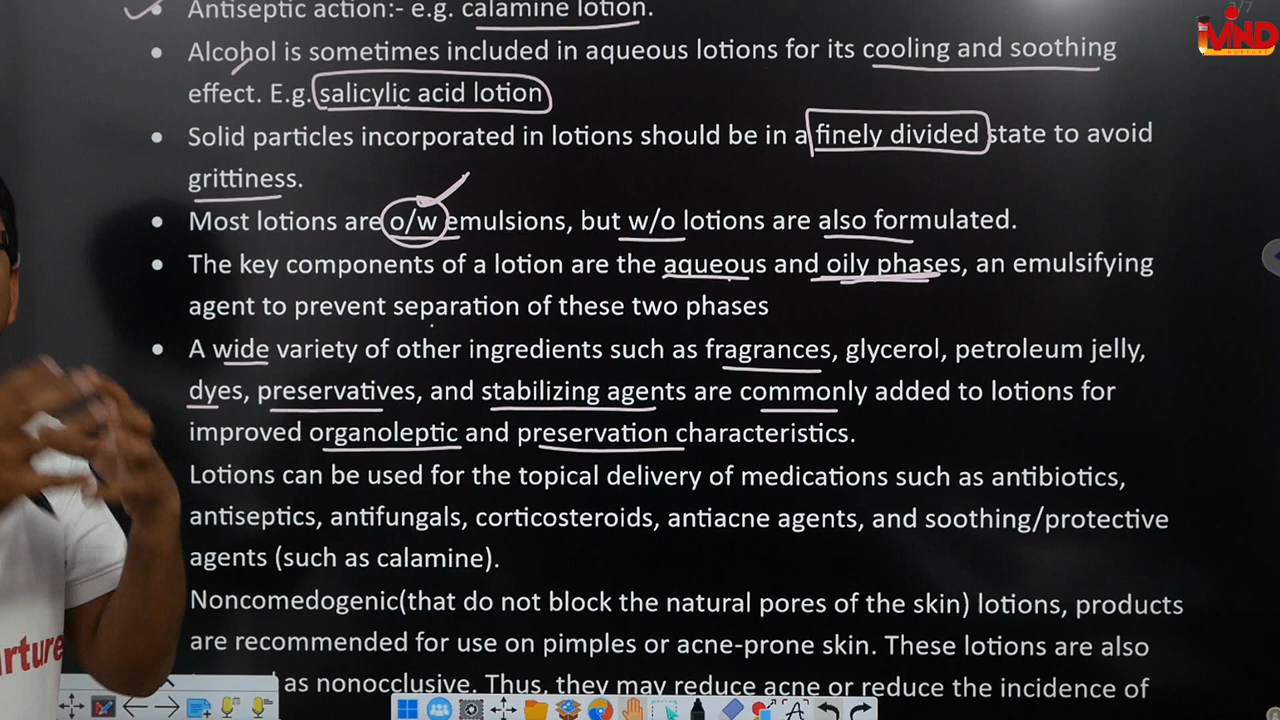 Antiseptic action:- e.g. calamine lotion.
Alcohol is sometimes included in aqueous lotions for its cooling and soothing
effect. E.g. salicylic acid lotion
Solid particles incorporated in lotions should be in a finely divided state to avoid
grittiness.
Most lotions are o/w emulsions, but w/o lotions are also formulated.
The key components of a lotion are the aqueous and oily phases, an emulsifying
agent to prevent separation of these two phases
A wide variety of other ingredients such as fragrances, glycerol, petroleum jelly,
dyes, preservatives, and stabilizing agents are commonly added to lotions for
improved organoleptic and preservation characteristics.
Lotions can be used for the topical delivery of medications such as antibiotics,
antiseptics, antifungals, corticosteroids, antiacne agents, and soothing/protective
agents (such as calamine).
Noncomedogenic(that do not block the natural pores of the skin) lotions, products
are recommended for use on pimples or acne-prone skin. These lotions are also
as nonocclusive. Thus, they may reduce acne or reduce the incidence of
MIND
NURTURE
rture